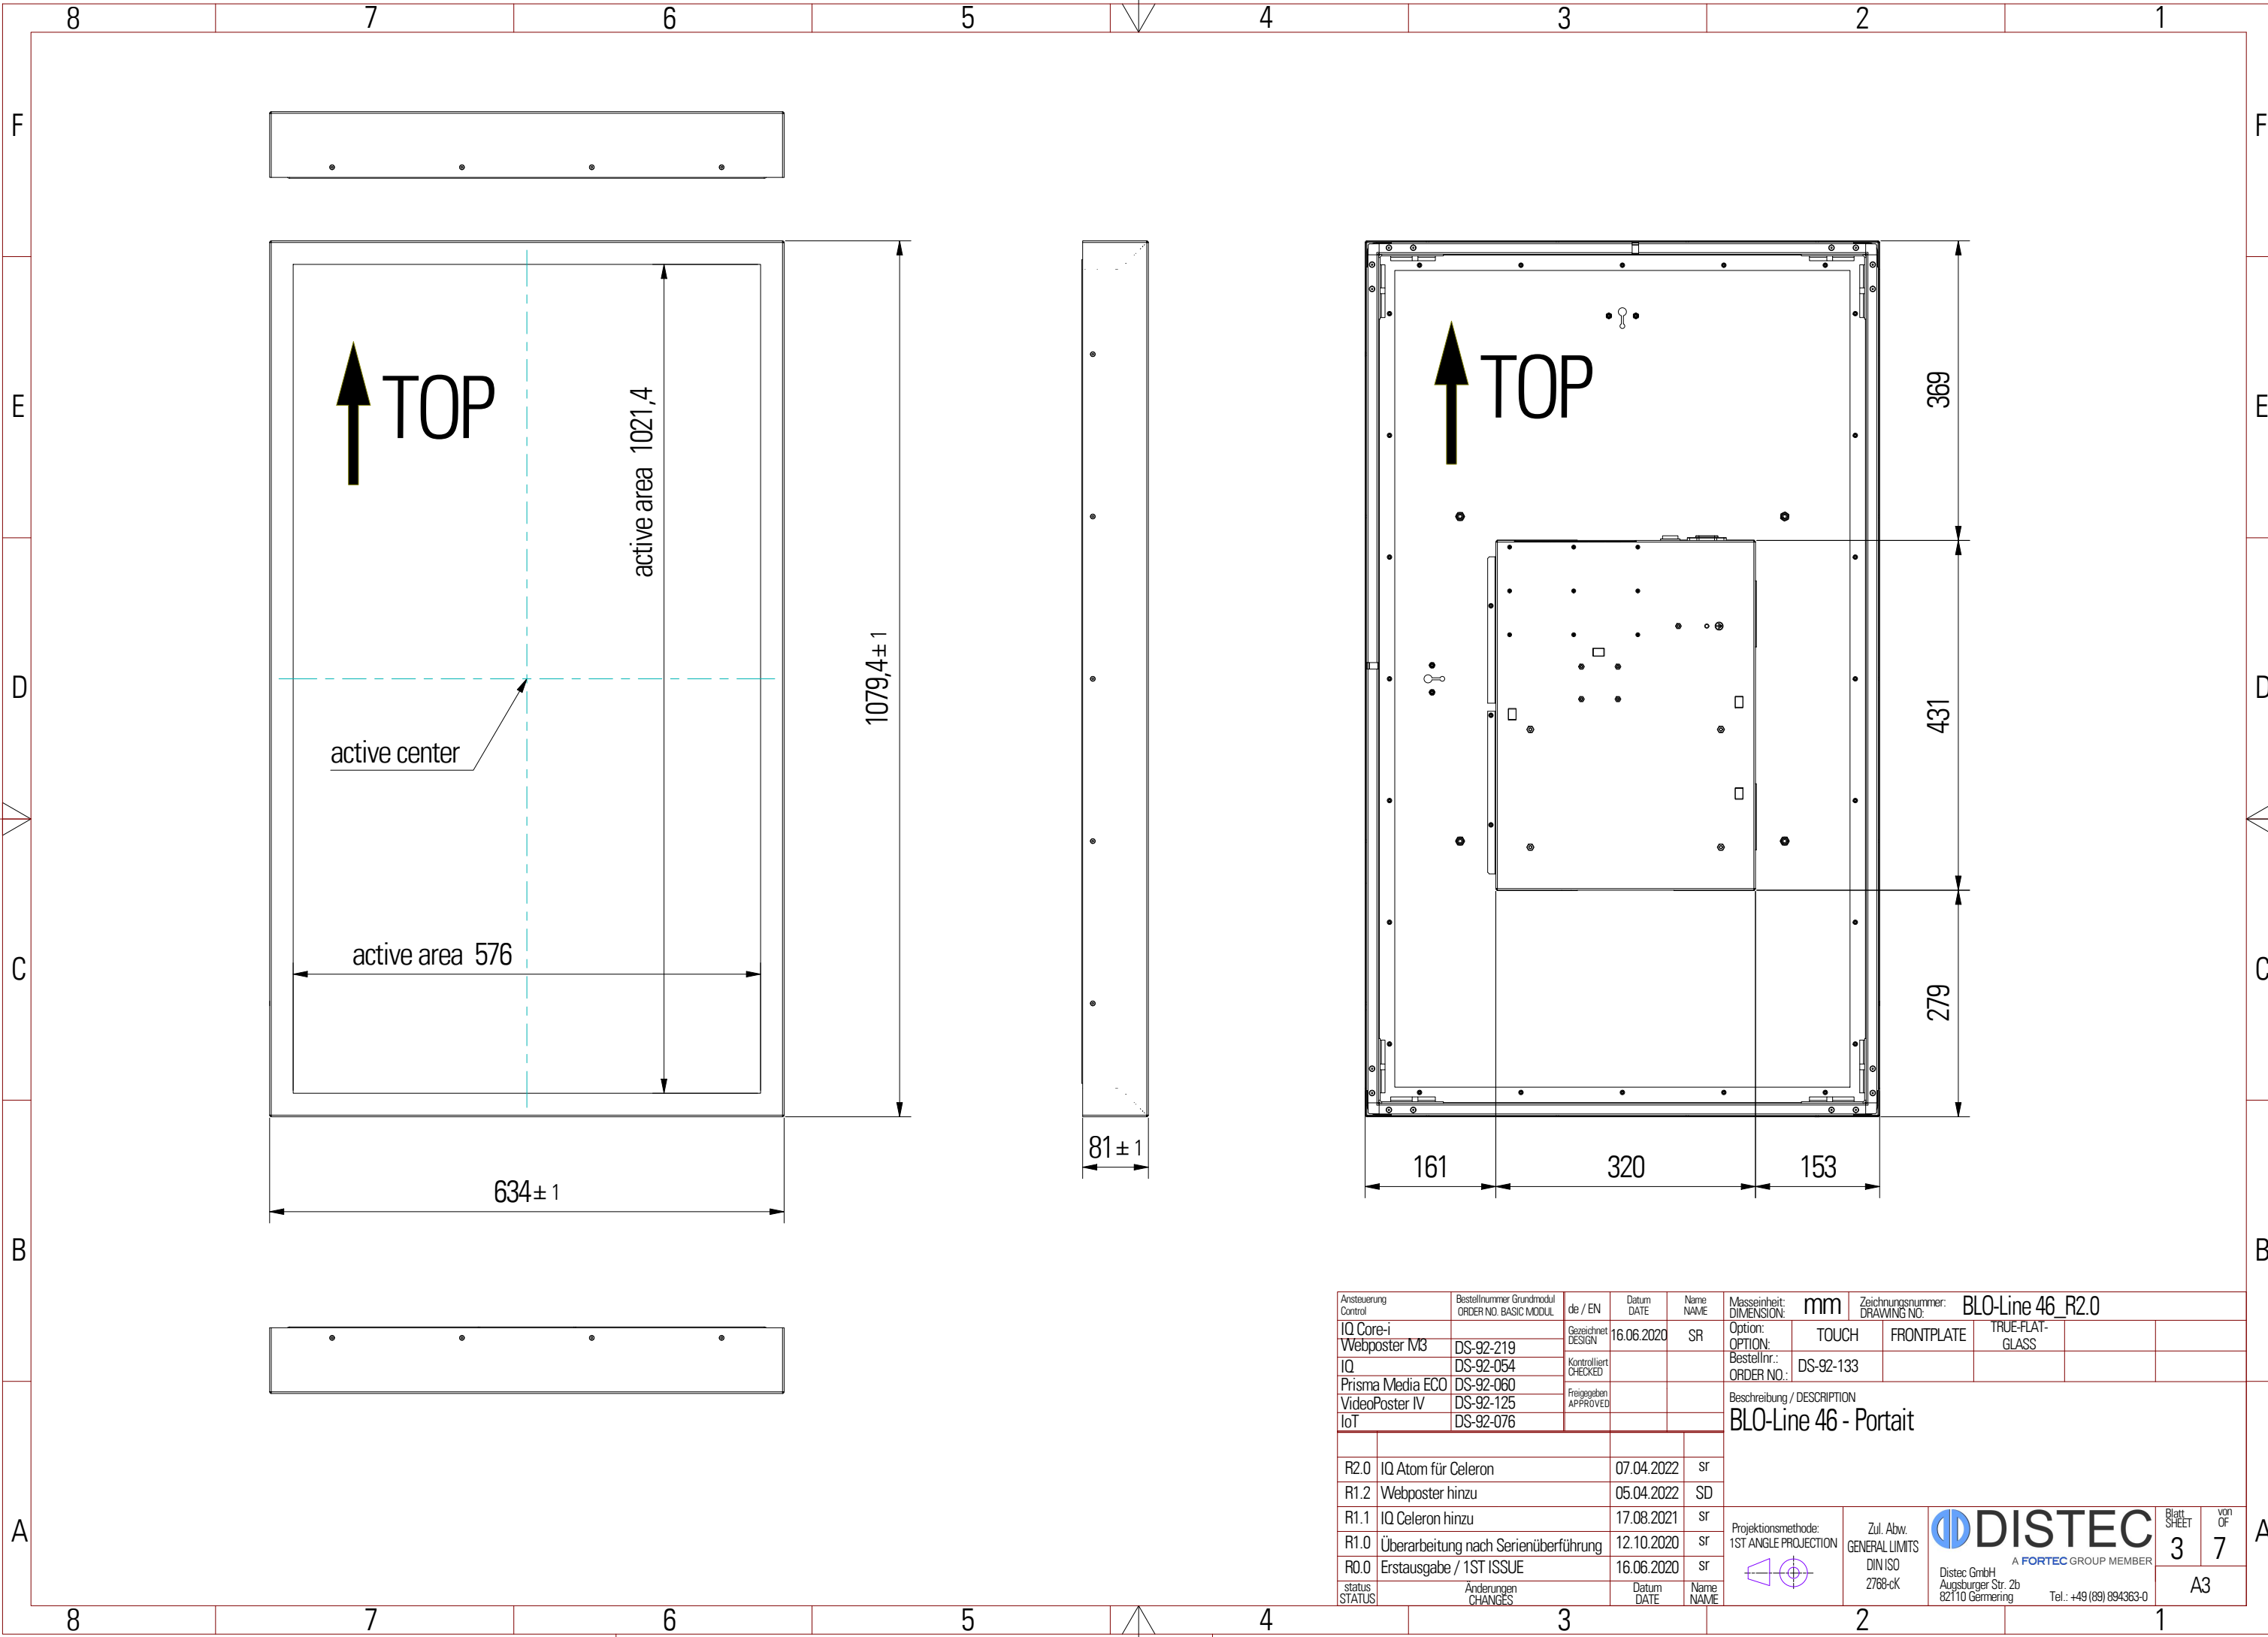 8 7 6 5 4 3 2 1
F F
E E
D D
C C
B B
A A
TOP
active area 1021,4
active center
active area 576
1079,4± 1
634± 1
81± 1
TOP
369
431
279
161 320 153
Ansteuerung
Control
Bestellnummer Grundmodul
ORDER NO. BASIC MODUL
de / EN
Datum
DATE
Name
NAME
Masseinheit:
DIMENSION:
mm
Zeichnungsnummer:
DRAWING NO:
BLO-Line 46_R2.0
IQ Core-i
Webposter M3 DS-92-219
IQ DS-92-054
Prisma Media ECO DS-92-060
VideoPoster IV DS-92-125
IoT DS-92-076
Gezeichnet
DESIGN
16.06.2020 SR
Kontrolliert
CHECKED
Freigegeben
APPROVED
Option:
OPTION:
TOUCH FRONTPLATE
TRUE-FLAT-
GLASS
Bestellnr.:
ORDER NO.:
DS-92-133
Beschreibung / DESCRIPTION
BLO-Line 46 - Portait
R2.0 IQ Atom für Celeron 07.04.2022 sr
R1.2 Webposter hinzu 05.04.2022 SD
R1.1 IQ Celeron hinzu 17.08.2021 sr
R1.0 Überarbeitung nach Serienüberführung 12.10.2020 sr
R0.0 Erstausgabe / 1ST ISSUE 16.06.2020 sr
status
STATUS
Änderungen
CHANGES
Datum
DATE
Name
NAME
Projektionsmethode:
1ST ANGLE PROJECTION
Zul. Abw.
GENERAL LIMITS
DIN ISO
2768-cK
DISTEC
A FORTEC GROUP MEMBER
Distec GmbH
Augsburger Str. 2b
82110 Germering Tel.: +49 (89) 894363-0
Blatt
SHEET
3
von
OF
7
A3
8 7 6 5 4 3 2 1